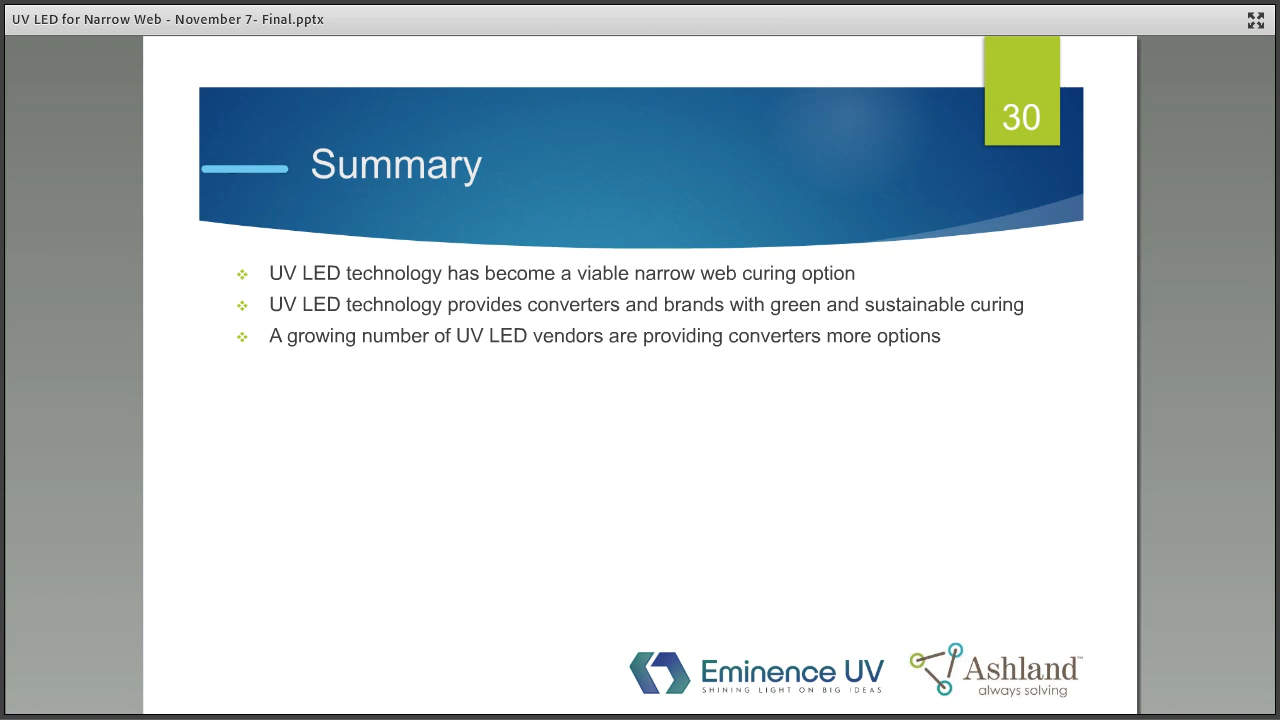 UV LED for Narrow Web - November 7- Final.pptx
30
Summary
UV LED technology has become a viable narrow web curing option
UV LED technology provides converters and brands with green and sustainable curing
A growing number of UV LED vendors are providing converters more options
Eminence UV
SHINING LIGHT ON BIG IDEAS
Ashland™
always solving